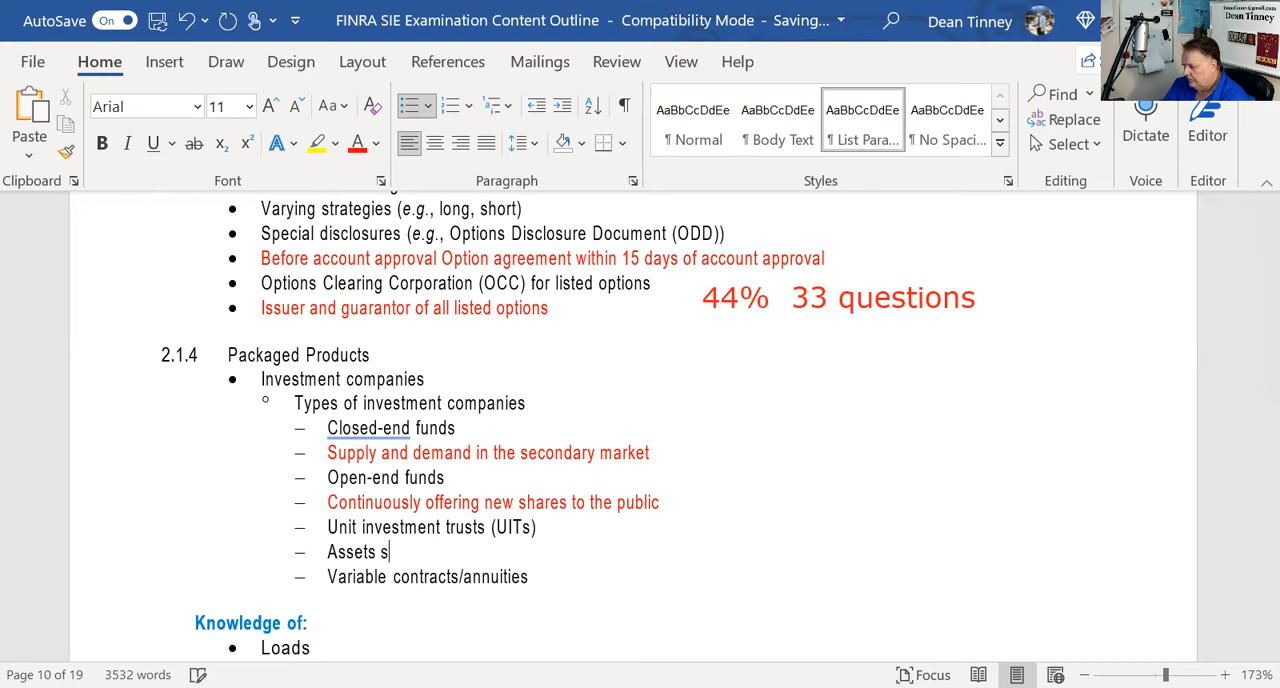 AutoSave On FINRA SIE Examination Content Outline - Compatibility Mode - Saving... Dean Tinney
Dean Tinney
File Home Insert Draw Design Layout References Mailings Review View Help
Paste Arial 11 Aa AaBbCcDdEe AaBbCcDdEe AaBbCcDdEe AaBbCcDdEe Find
¶ Normal ¶ Body Text ¶ List Para... ¶ No Spaci... Replace Dictate Editor
B I U ab x₂ x² A A Select
Clipboard Font Paragraph Styles Editing Voice Editor
• Varying strategies (e.g., long, short)
• Special disclosures (e.g., Options Disclosure Document (ODD))
• Before account approval Option agreement within 15 days of account approval
• Options Clearing Corporation (OCC) for listed options
44% 33 questions
• Issuer and guarantor of all listed options
2.1.4 Packaged Products
• Investment companies
° Types of investment companies
– Closed-end funds
– Supply and demand in the secondary market
– Open-end funds
– Continuously offering new shares to the public
– Unit investment trusts (UITs)
– Assets s
– Variable contracts/annuities
Knowledge of:
• Loads
Page 10 of 19 3532 words Focus 173%